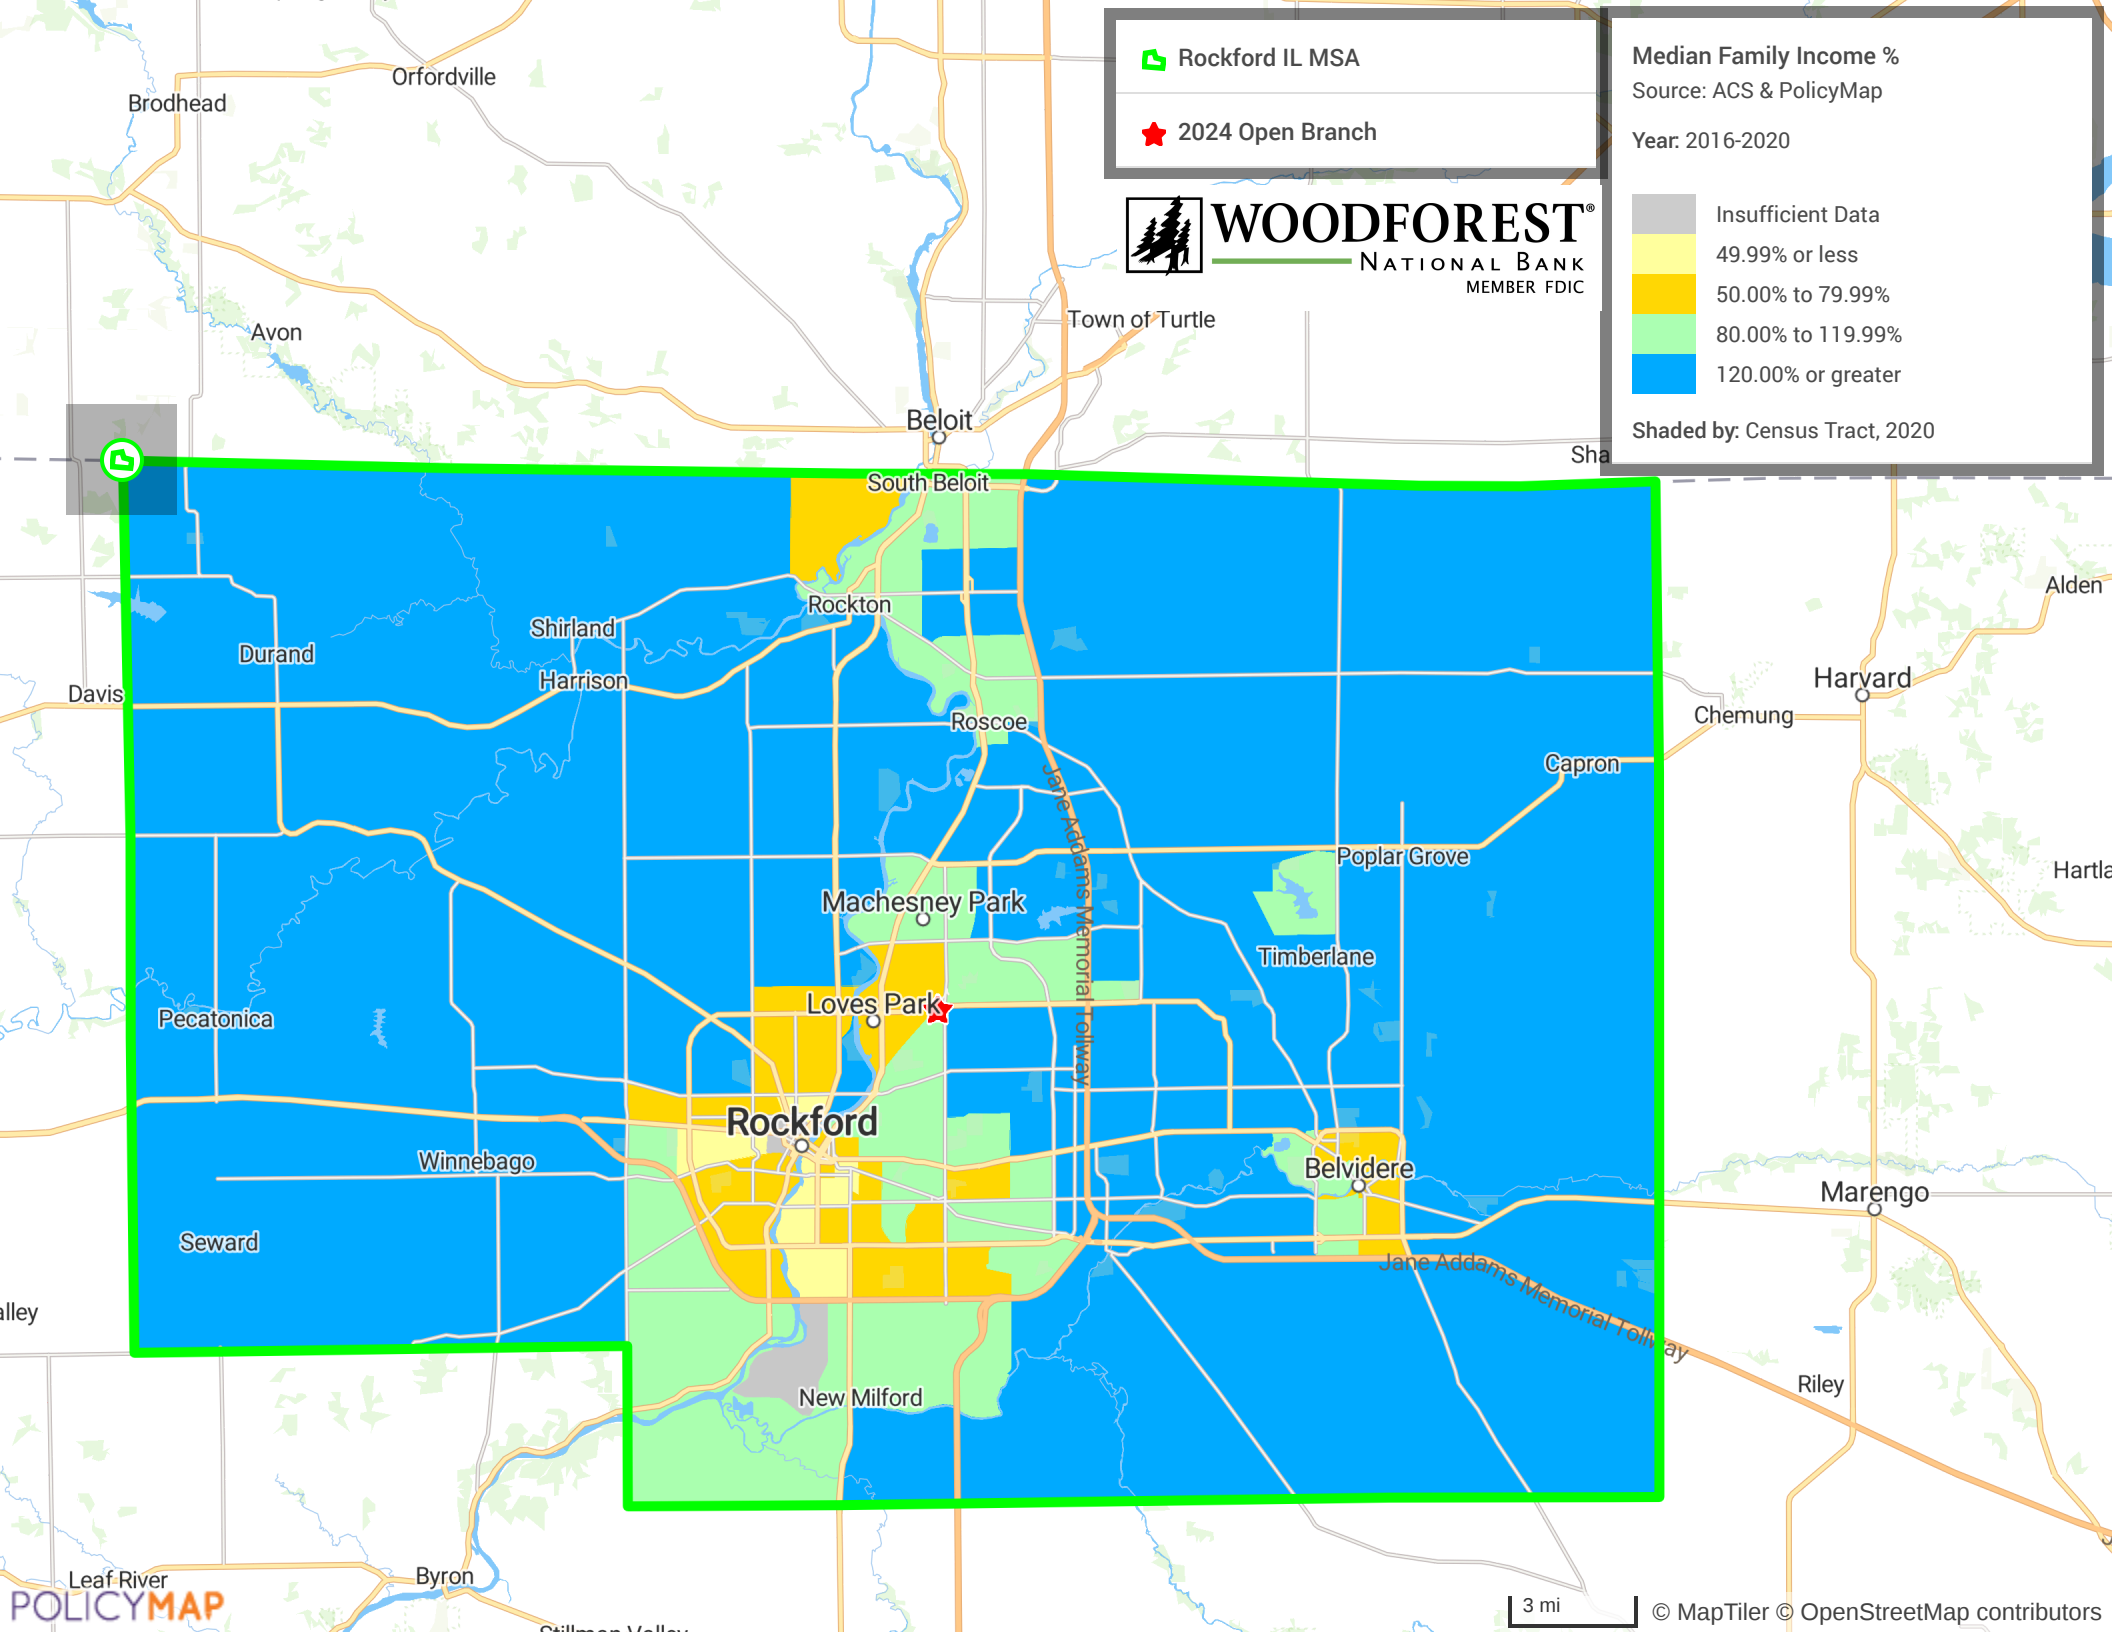 Rockford IL MSA
2024 Open Branch
Median Family Income %
Source: ACS & PolicyMap
Year: 2016-2020
Insufficient Data
49.99% or less
50.00% to 79.99%
80.00% to 119.99%
120.00% or greater
Shaded by: Census Tract, 2020
WOODFOREST®
NATIONAL BANK
MEMBER FDIC
Orfordville
Brodhead
Avon
Town of Turtle
Beloit
Sha
South Beloit
Alden
Rockton
Shirland
Durand
Harrison
Harvard
Davis
Chemung
Roscoe
Capron
Jane Addams Memorial Tollway
Poplar Grove
Hartla
Machesney Park
Timberlane
Loves Park
Pecatonica
Rockford
Winnebago
Belvidere
Marengo
Seward
Jane Addams Memorial Tollway
alley
Riley
New Milford
Byron
Leaf River
POLICYMAP
3 mi
© MapTiler © OpenStreetMap contributors